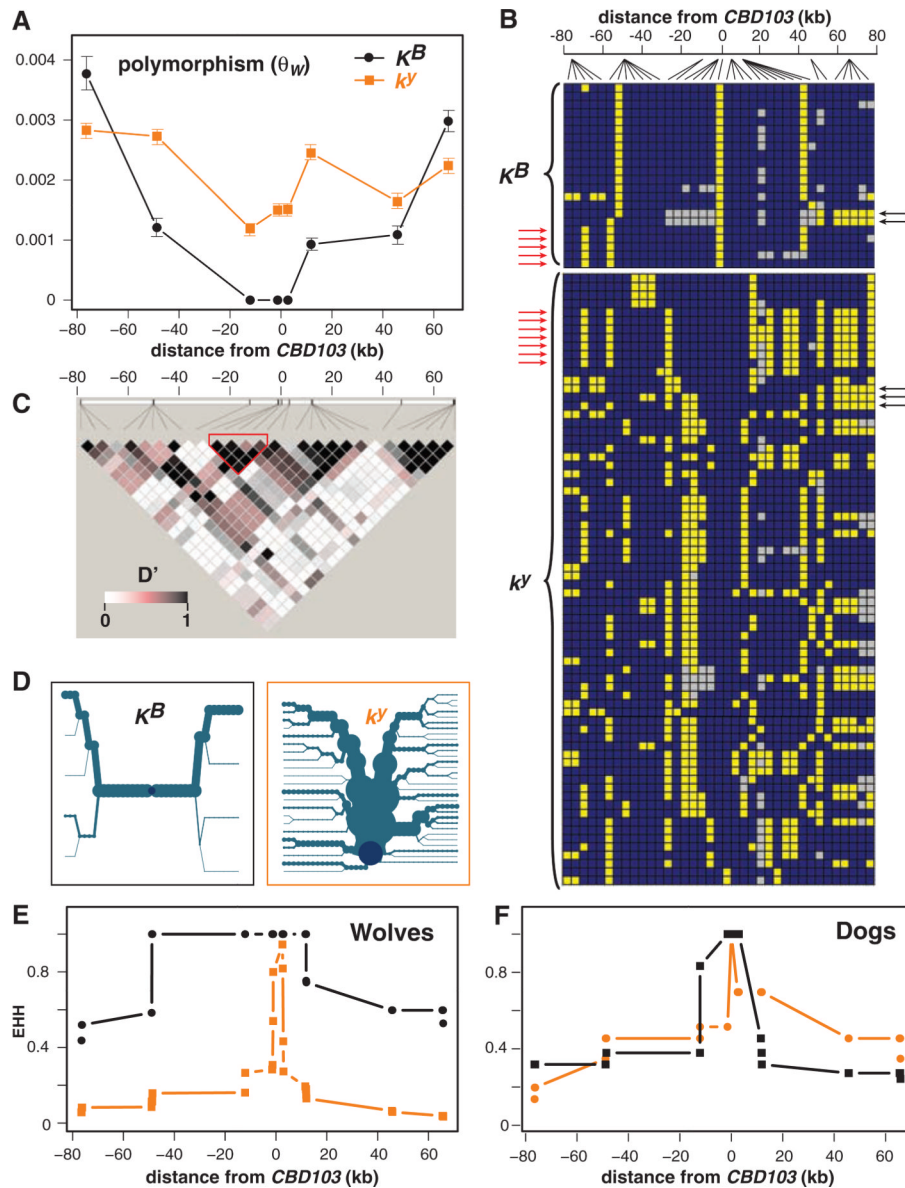 A
polymorphism (θW)
K^B
k^y
0.004
0.003
0.002
0.001
0
−80 −60 −40 −20 0 20 40 60
distance from CBD103 (kb)
B
distance from CBD103 (kb)
-80 -60 -40 -20 0 20 40 60 80
K^B
k^y
C
−80 −60 −40 −20 0 20 40 60
D'
0 1
D
K^B
k^y
E
Wolves
EHH
0.8
0.4
0
−80 −60 −40 −20 0 20 40 60
distance from CBD103 (kb)
F
Dogs
0.8
0.4
0
−80 −60 −40 −20 0 20 40 60
distance from CBD103 (kb)